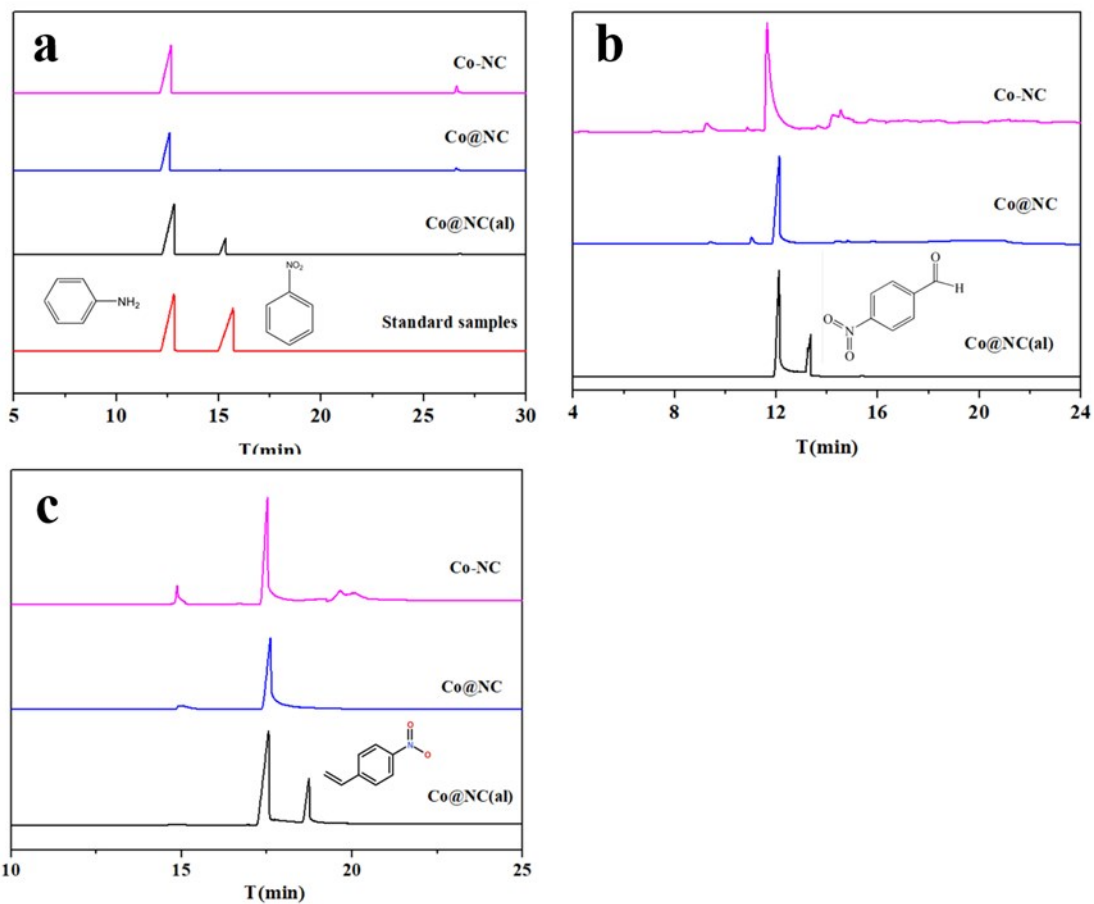 a
Co-NC
Co@NC
Co@NC(al)
NH2
NO2
Standard samples
5 10 15 20 25 30
T(min)
b
Co-NC
Co@NC
O
H
N
O
O
Co@NC(al)
4 8 12 16 20 24
T(min)
c
Co-NC
Co@NC
O
N
O
Co@NC(al)
10 15 20 25
T(min)